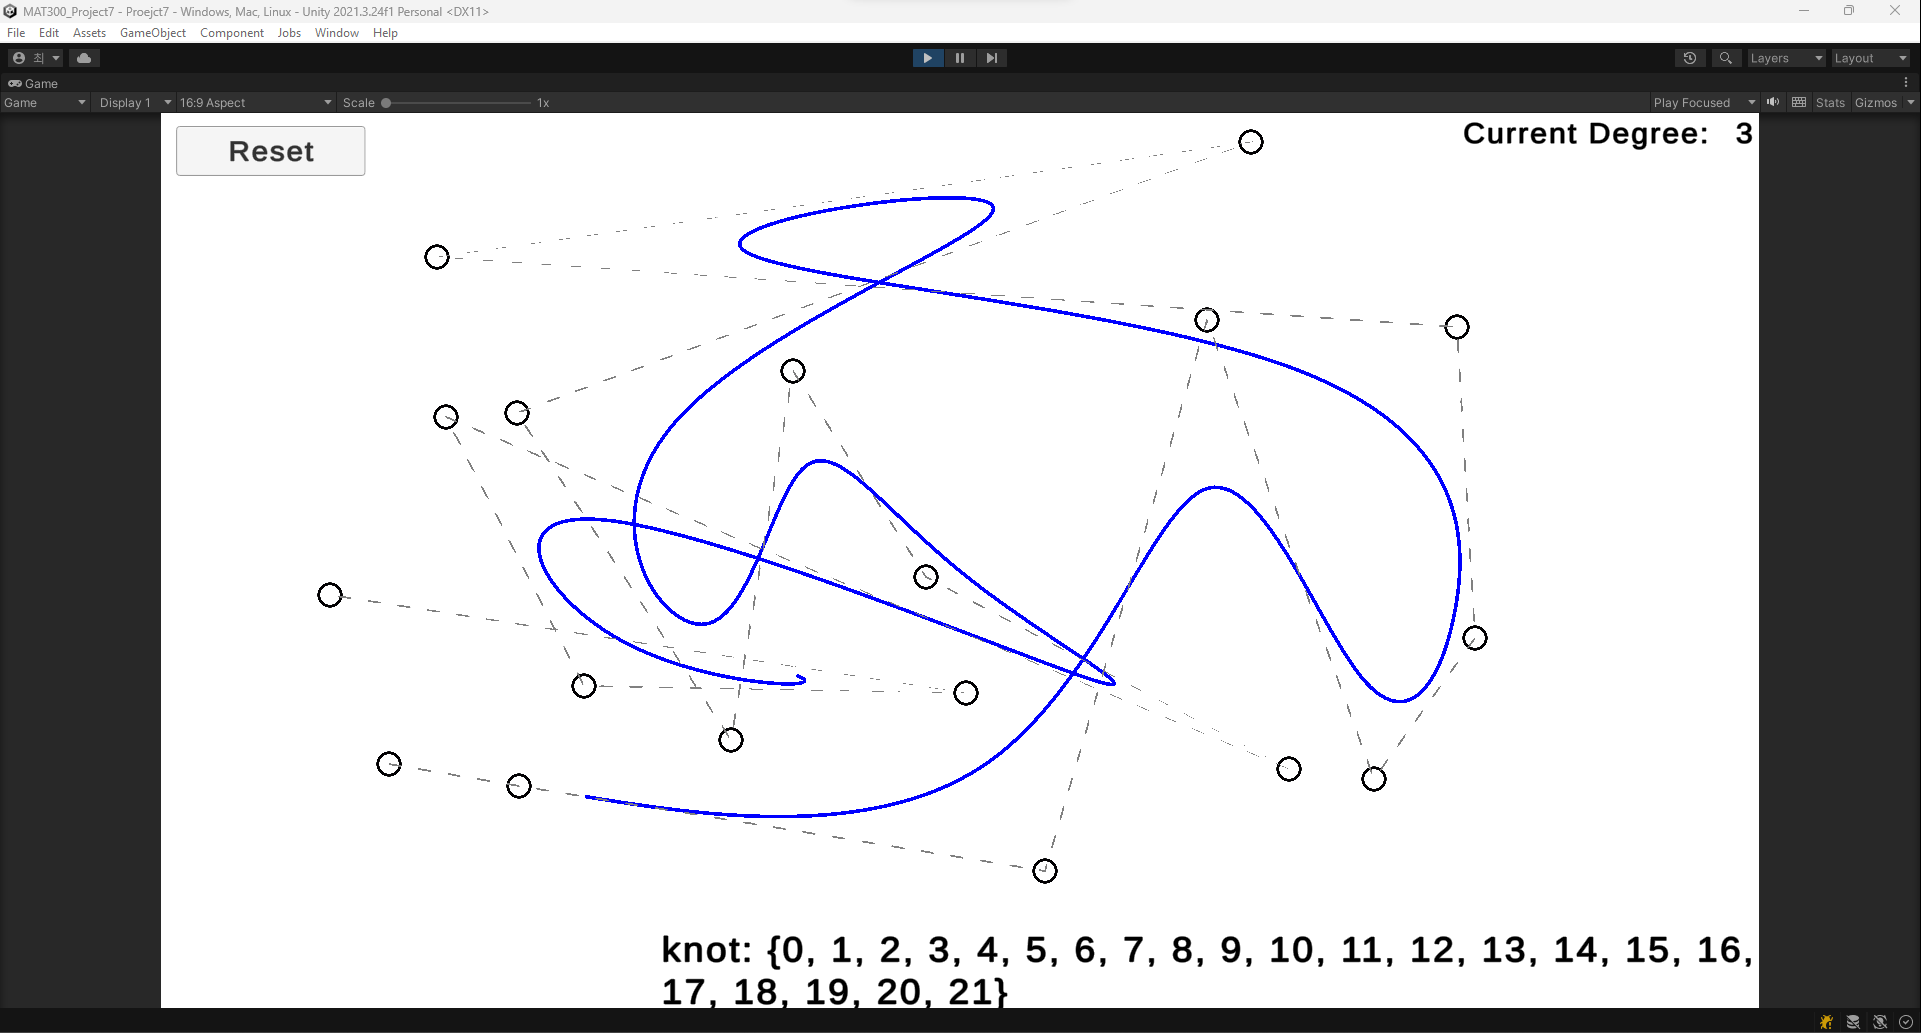 MAT300_Project7 - Proejct7 - Windows, Mac, Linux - Unity 2021.3.24f1 Personal <DX11>
File Edit Assets GameObject Component Jobs Window Help
최 Layers Layout
Game
Game Display 1 16:9 Aspect Scale 1x Play Focused Stats Gizmos
Reset
Current Degree: 3
knot: {0, 1, 2, 3, 4, 5, 6, 7, 8, 9, 10, 11, 12, 13, 14, 15, 16,
17, 18, 19, 20, 21}